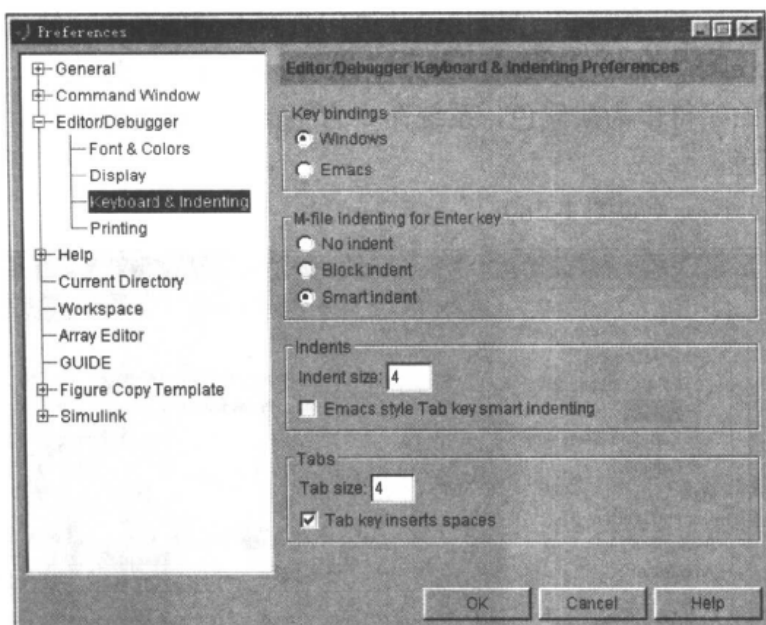 Preferences
General
Command Window
Editor/Debugger
Font & Colors
Display
Keyboard & Indenting
Printing
Help
Current Directory
Workspace
Array Editor
GUIDE
Figure Copy Template
Simulink
Editor/Debugger Keyboard & Indenting Preferences
Key bindings
Windows
Emacs
M-file indenting for Enter key
No indent
Block indent
Smart indent
Indents
Indent size: 4
Emacs style Tab key smart indenting
Tabs
Tab size: 4
Tab key inserts spaces
OK Cancel Help